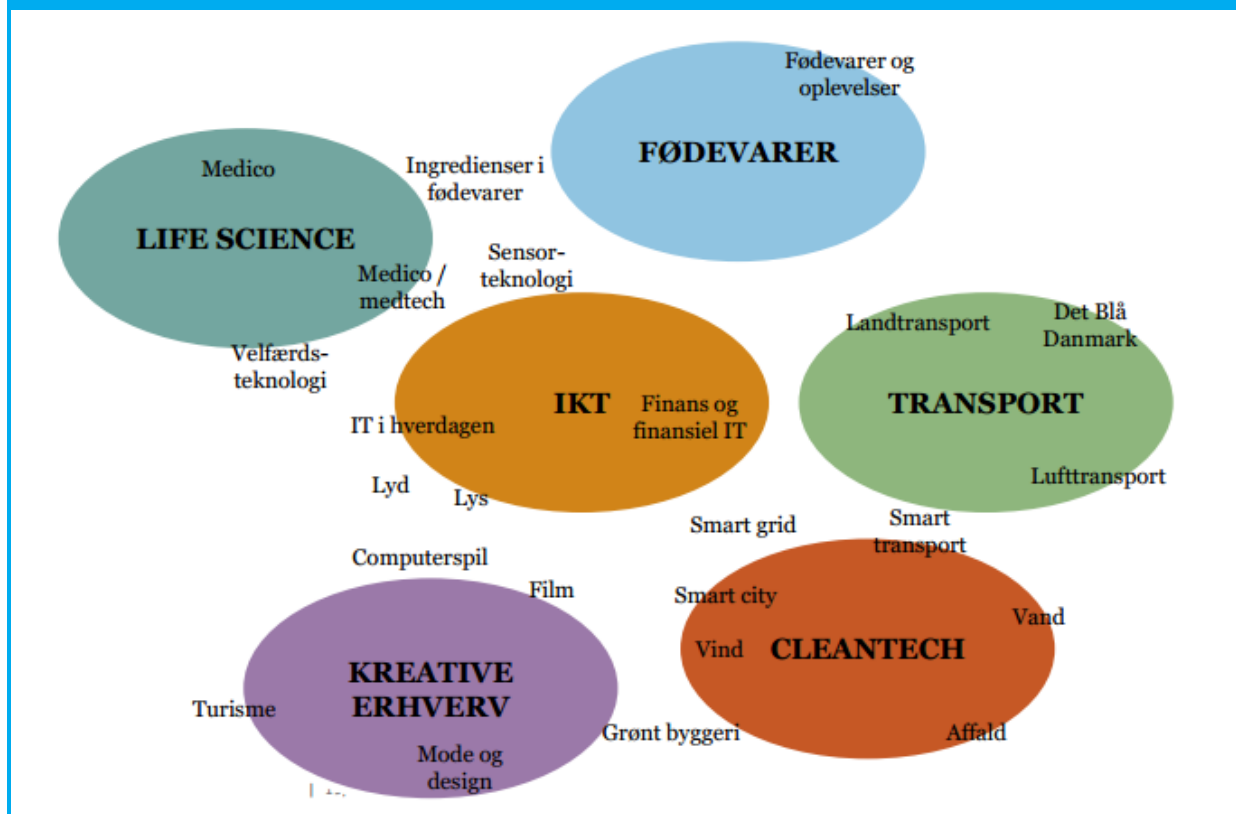 Fødevarer og
oplevelser
FØDEVARER
Medico
LIFE SCIENCE
Ingredienser i
fødevarer
Medico /
medtech
Sensor-
teknologi
Velfærds-
teknologi
IKT
Finans og
finansiel IT
IT i hverdagen
Lyd
Lys
Landtransport
Det Blå
Danmark
TRANSPORT
Lufttransport
Smart grid
Smart
transport
Computerspil
Film
Smart city
Vand
Vind
CLEANTECH
KREATIVE
ERHVERV
Turisme
Grønt byggeri
Affald
Mode og
design